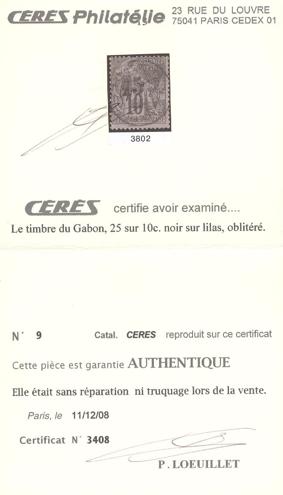 CERES Philatélie
23 RUE DU LOUVRE
75041 PARIS CEDEX 01
10
3802
CERES certifie avoir examiné....
Le timbre du Gabon, 25 sur 10c. noir sur lilas, oblitéré.
N° 9 Catal. CERES reproduit sur ce certificat
Cette pièce est garantie AUTHENTIQUE
Elle était sans réparation ni truquage lors de la vente.
Paris, le 11/12/08
Certificat N° 3408
P. LOEUILLET